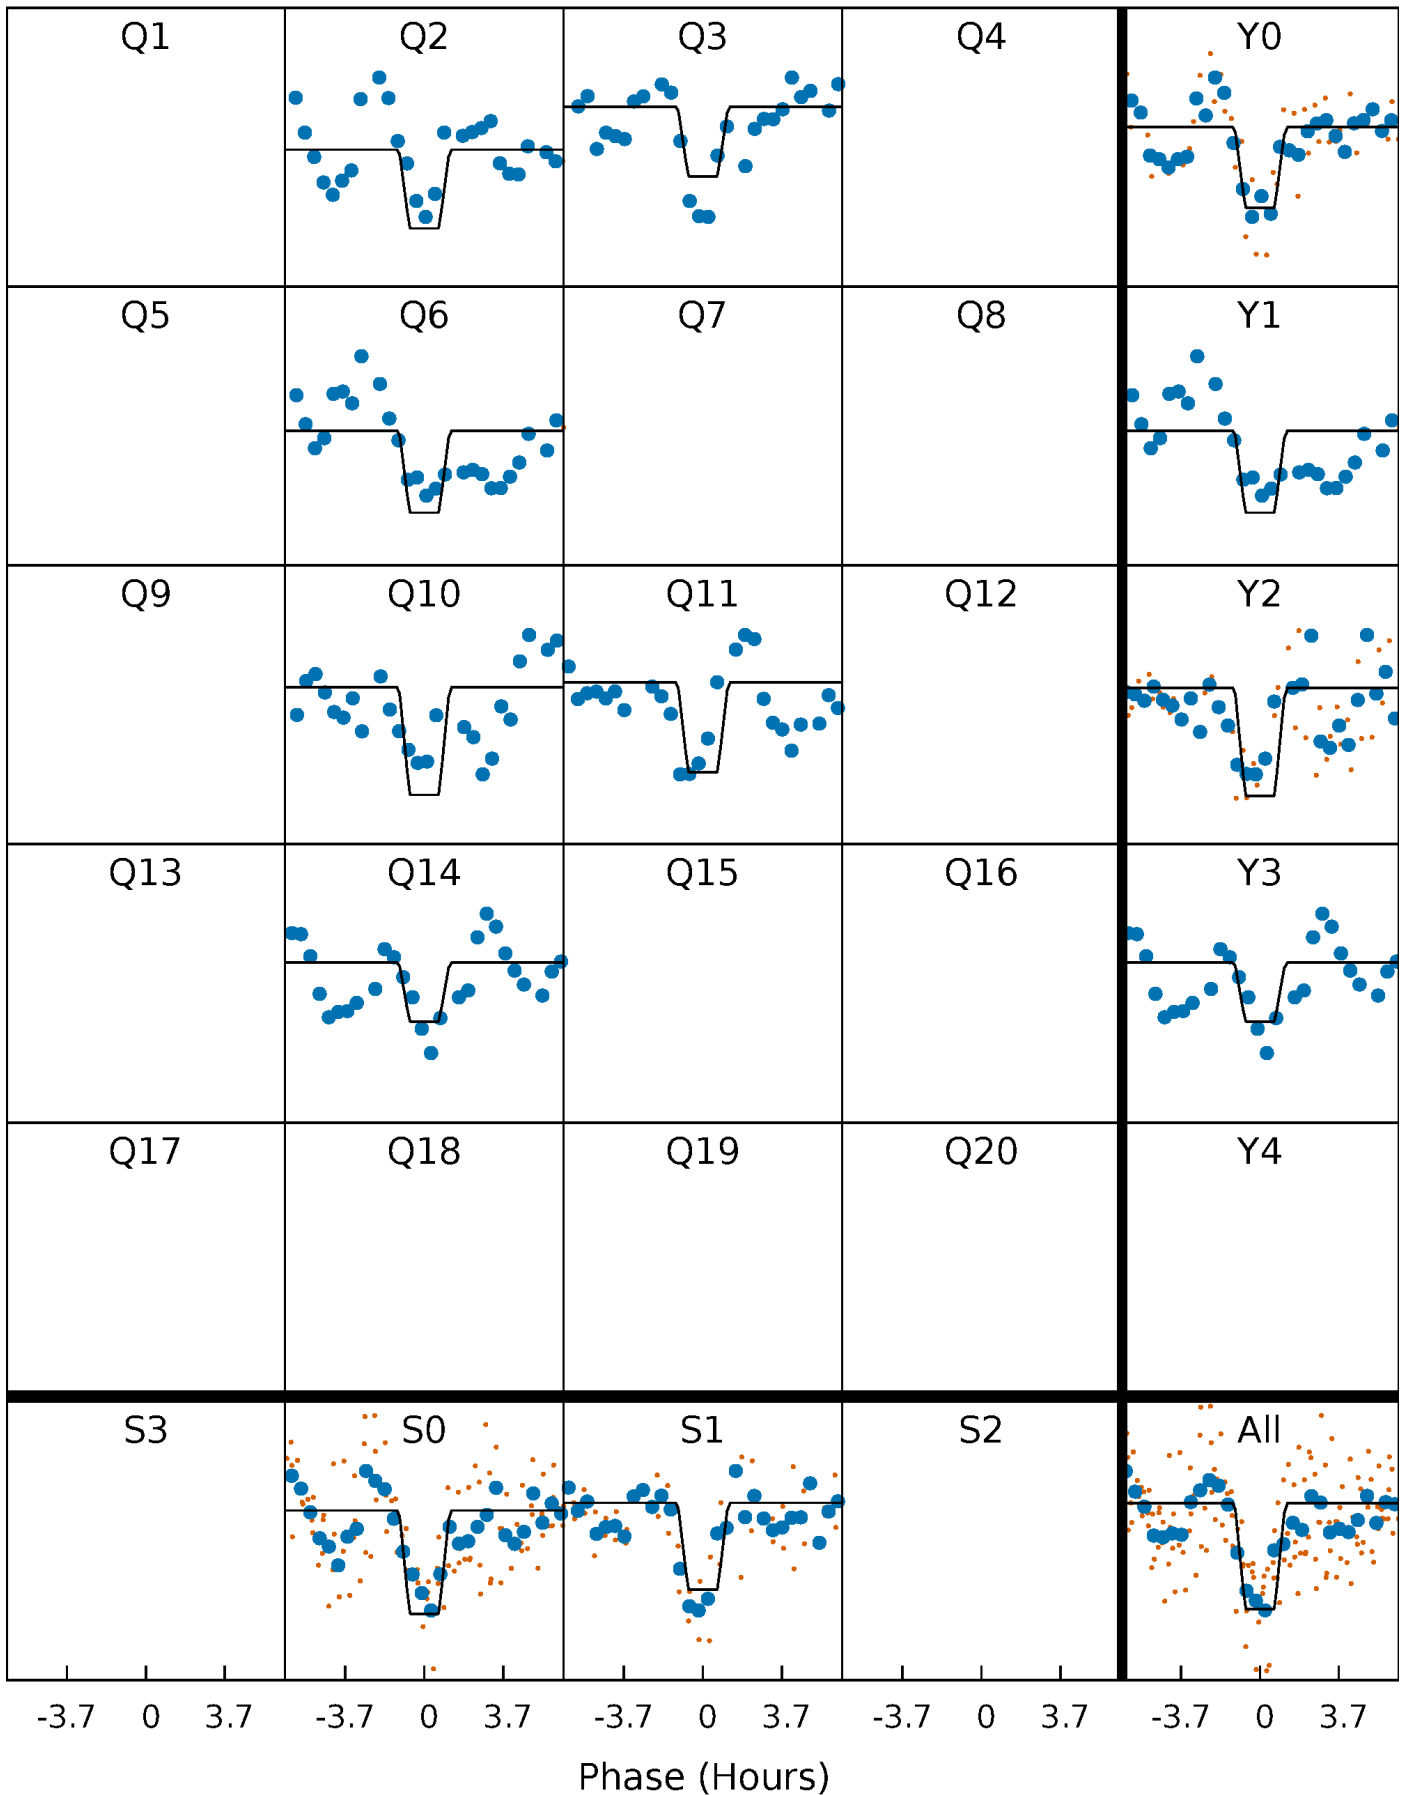 Q1 Q2 Q3 Q4 Y0
Q5 Q6 Q7 Q8 Y1
Q9 Q10 Q11 Q12 Y2
Q13 Q14 Q15 Q16 Y3
Q17 Q18 Q19 Q20 Y4
S3 S0 S1 S2 All
-3.7 0 3.7 -3.7 0 3.7 -3.7 0 3.7 -3.7 0 3.7 -3.7 0 3.7
Phase (Hours)